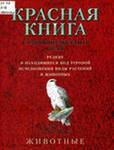 КРАСНАЯ
КНИГА
РЕДКИЕ
И НАХОДЯЩИЕСЯ ПОД УГРОЗОЙ
ИСЧЕЗНОВЕНИЯ ВИДЫ РАСТЕНИЙ
И ЖИВОТНЫХ
ЖИВОТНЫЕ